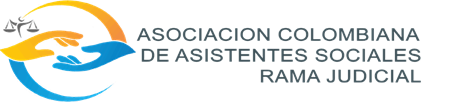 ASOCIACION COLOMBIANA
DE ASISTENTES SOCIALES
RAMA JUDICIAL